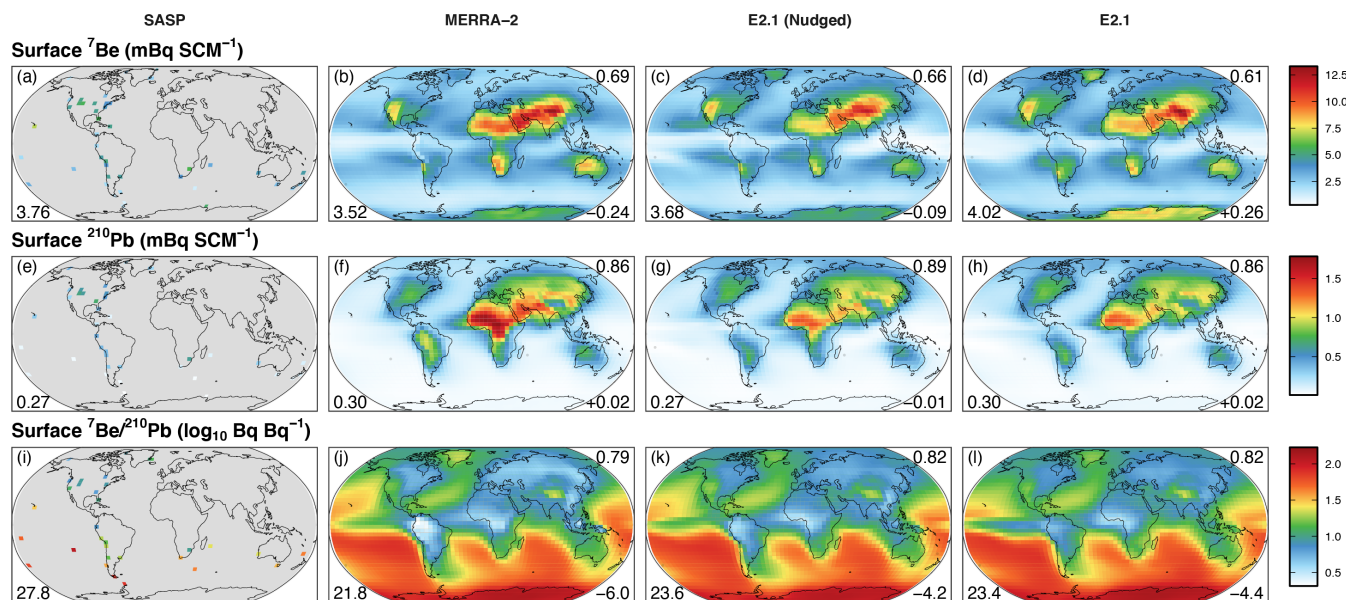 SASP MERRA−2 E2.1 (Nudged) E2.1
Surface ⁷Be (mBq SCM⁻¹)
(a) (b) 0.69 (c) 0.66 (d) 0.61
3.76 3.52 −0.24 3.68 −0.09 4.02 +0.26
12.5
10.0
7.5
5.0
2.5
Surface ²¹⁰Pb (mBq SCM⁻¹)
(e) (f) 0.86 (g) 0.89 (h) 0.86
0.27 0.30 +0.02 0.27 −0.01 0.30 +0.02
1.5
1.0
0.5
Surface ⁷Be/²¹⁰Pb (log₁₀ Bq Bq⁻¹)
(i) (j) 0.79 (k) 0.82 (l) 0.82
27.8 21.8 −6.0 23.6 −4.2 23.4 −4.4
2.0
1.5
1.0
0.5